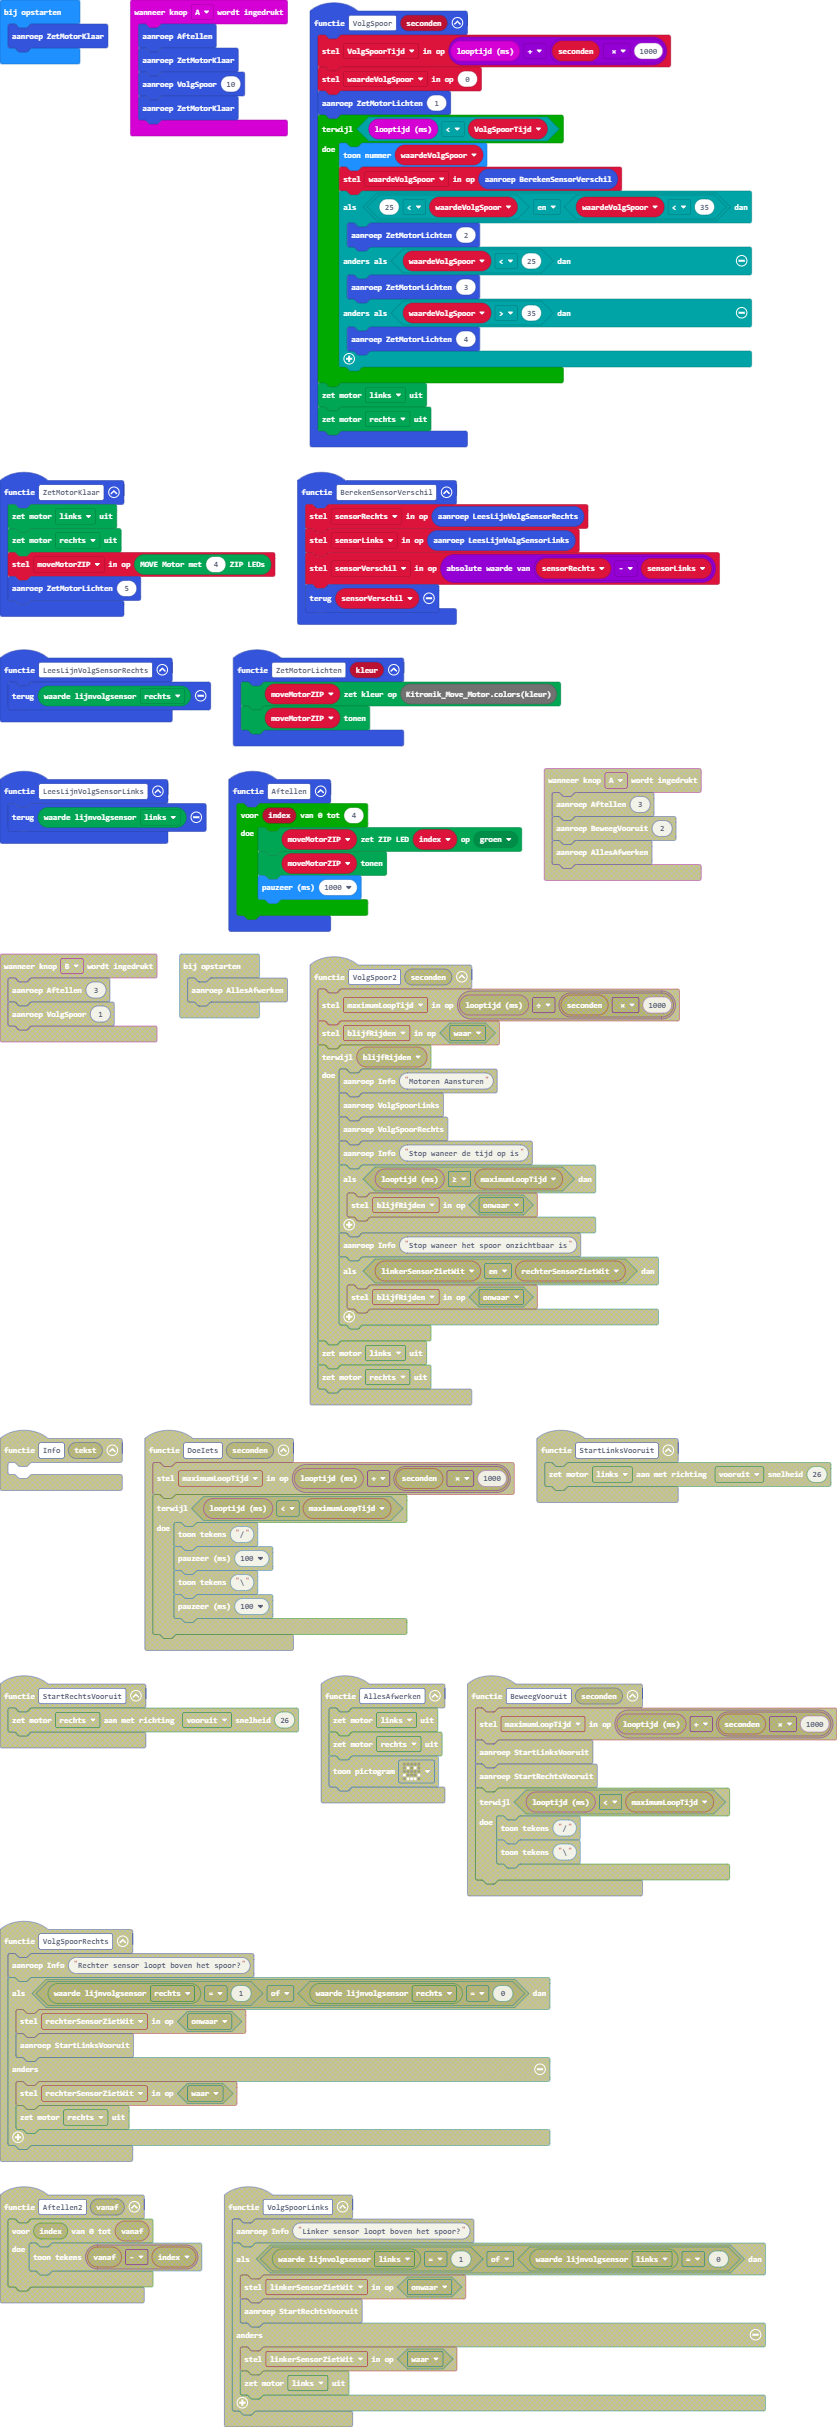 bij opstarten
aanroep ZetMotorKlaar
wanneer knop A wordt ingedrukt
aanroep Aftellen
aanroep ZetMotorKlaar
aanroep VolgSpoor 10
aanroep ZetMotorKlaar
functie VolgSpoor seconden
stel VolgSpoorTijd in op looptijd (ms) + seconden × 1000
stel waardeVolgSpoor in op 0
aanroep ZetMotorLichten 1
terwijl looptijd (ms) < VolgSpoorTijd
doe
toon nummer waardeVolgSpoor
stel waardeVolgSpoor in op aanroep BerekenSensorVerschil
als 25 < waardeVolgSpoor en waardeVolgSpoor < 35 dan
aanroep ZetMotorLichten 2
anders als waardeVolgSpoor < 25 dan
aanroep ZetMotorLichten 3
anders als waardeVolgSpoor > 35 dan
aanroep ZetMotorLichten 4
zet motor links uit
zet motor rechts uit
functie ZetMotorKlaar
zet motor links uit
zet motor rechts uit
stel moveMotorZIP in op MOVE Motor met 4 ZIP LEDs
aanroep ZetMotorLichten 5
functie BerekenSensorVerschil
stel sensorRechts in op aanroep LeesLijnVolgSensorRechts
stel sensorLinks in op aanroep LeesLijnVolgSensorLinks
stel sensorVerschil in op absolute waarde van sensorRechts - sensorLinks
terug sensorVerschil
functie LeesLijnVolgSensorRechts
terug waarde lijnvolgsensor rechts
functie ZetMotorLichten kleur
moveMotorZIP zet kleur op Kitronik_Move_Motor.colors(kleur)
moveMotorZIP tonen
functie LeesLijnVolgSensorLinks
terug waarde lijnvolgsensor links
functie Aftellen
voor index van 0 tot 4
doe
moveMotorZIP zet ZIP LED index op groen
moveMotorZIP tonen
pauzeer (ms) 1000
wanneer knop A wordt ingedrukt
aanroep Aftellen 3
aanroep BeweegVooruit 2
aanroep AllesAfwerken
wanneer knop B wordt ingedrukt
aanroep Aftellen 3
aanroep VolgSpoor 1
bij opstarten
aanroep AllesAfwerken
functie VolgSpoor2 seconden
stel maximumLoopTijd in op looptijd (ms) + seconden × 1000
stel blijfRijden in op waar
terwijl blijfRijden
doe
aanroep Info "Motoren Aansturen"
aanroep VolgSpoorLinks
aanroep VolgSpoorRechts
aanroep Info "Stop waneer de tijd op is"
als looptijd (ms) ≥ maximumLoopTijd dan
stel blijfRijden in op onwaar
aanroep Info "Stop waneer het spoor onzichtbaar is"
als linkerSensorZietWit en rechterSensorZietWit dan
stel blijfRijden in op onwaar
zet motor links uit
zet motor rechts uit
functie Info tekst
functie DoeIets seconden
stel maximumLoopTijd in op looptijd (ms) + seconden × 1000
terwijl looptijd (ms) < maximumLoopTijd
doe
toon tekens "/"
pauzeer (ms) 100
toon tekens "\"
pauzeer (ms) 100
functie StartLinksVooruit
zet motor links aan met richting vooruit snelheid 26
functie StartRechtsVooruit
zet motor rechts aan met richting vooruit snelheid 26
functie AllesAfwerken
zet motor links uit
zet motor rechts uit
toon pictogram
functie BeweegVooruit seconden
stel maximumLoopTijd in op looptijd (ms) + seconden × 1000
aanroep StartLinksVooruit
aanroep StartRechtsVooruit
terwijl looptijd (ms) < maximumLoopTijd
doe
toon tekens "/"
toon tekens "\"
functie VolgSpoorRechts
aanroep Info "Rechter sensor loopt boven het spoor?"
als waarde lijnvolgsensor rechts = 1 of waarde lijnvolgsensor rechts = 0 dan
stel rechterSensorZietWit in op onwaar
aanroep StartLinksVooruit
anders
stel rechterSensorZietWit in op waar
zet motor rechts uit
functie Aftellen2 vanaf
voor index van 0 tot vanaf
doe
toon tekens vanaf - index
functie VolgSpoorLinks
aanroep Info "Linker sensor loopt boven het spoor?"
als waarde lijnvolgsensor links = 1 of waarde lijnvolgsensor links = 0 dan
stel linkerSensorZietWit in op onwaar
aanroep StartRechtsVooruit
anders
stel linkerSensorZietWit in op waar
zet motor links uit